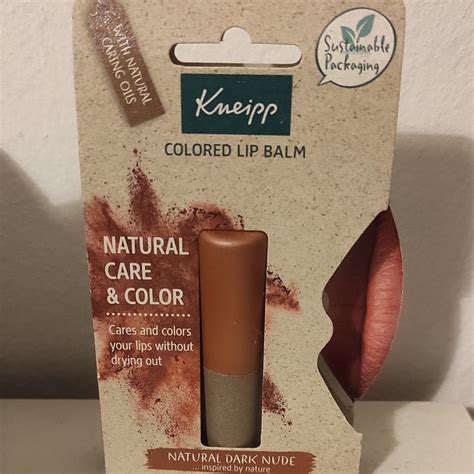 WITH NATURAL
CARING OILS
Sustainable
Packaging
Kneipp
COLORED LIP BALM
NATURAL
CARE
& COLOR
Cares and colors
your lips without
drying out
NATURAL DARK NUDE
... inspired by nature